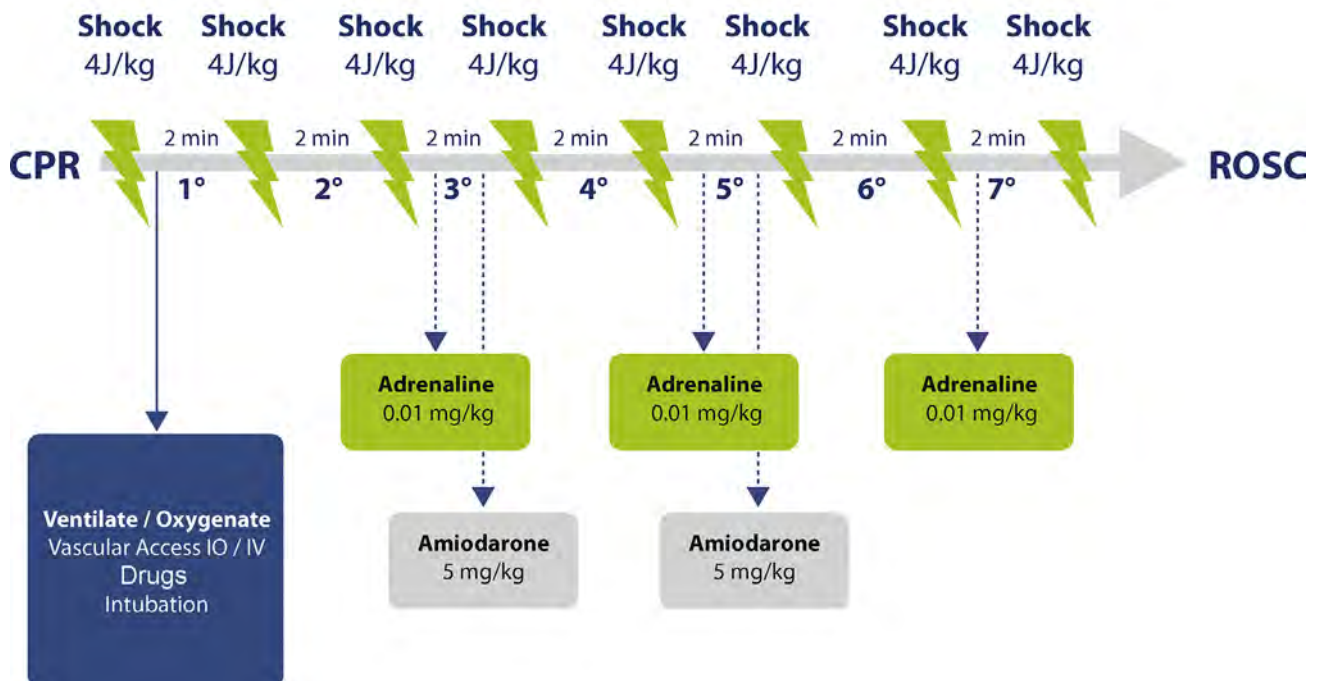 Shock Shock Shock Shock Shock Shock Shock Shock
4J/kg 4J/kg 4J/kg 4J/kg 4J/kg 4J/kg 4J/kg 4J/kg
2 min 2 min 2 min 2 min 2 min 2 min 2 min
CPR ROSC
1° 2° 3° 4° 5° 6° 7°
Adrenaline
0.01 mg/kg
Adrenaline
0.01 mg/kg
Adrenaline
0.01 mg/kg
Ventilate / Oxygenate
Vascular Access IO / IV
Drugs
Intubation
Amiodarone
5 mg/kg
Amiodarone
5 mg/kg